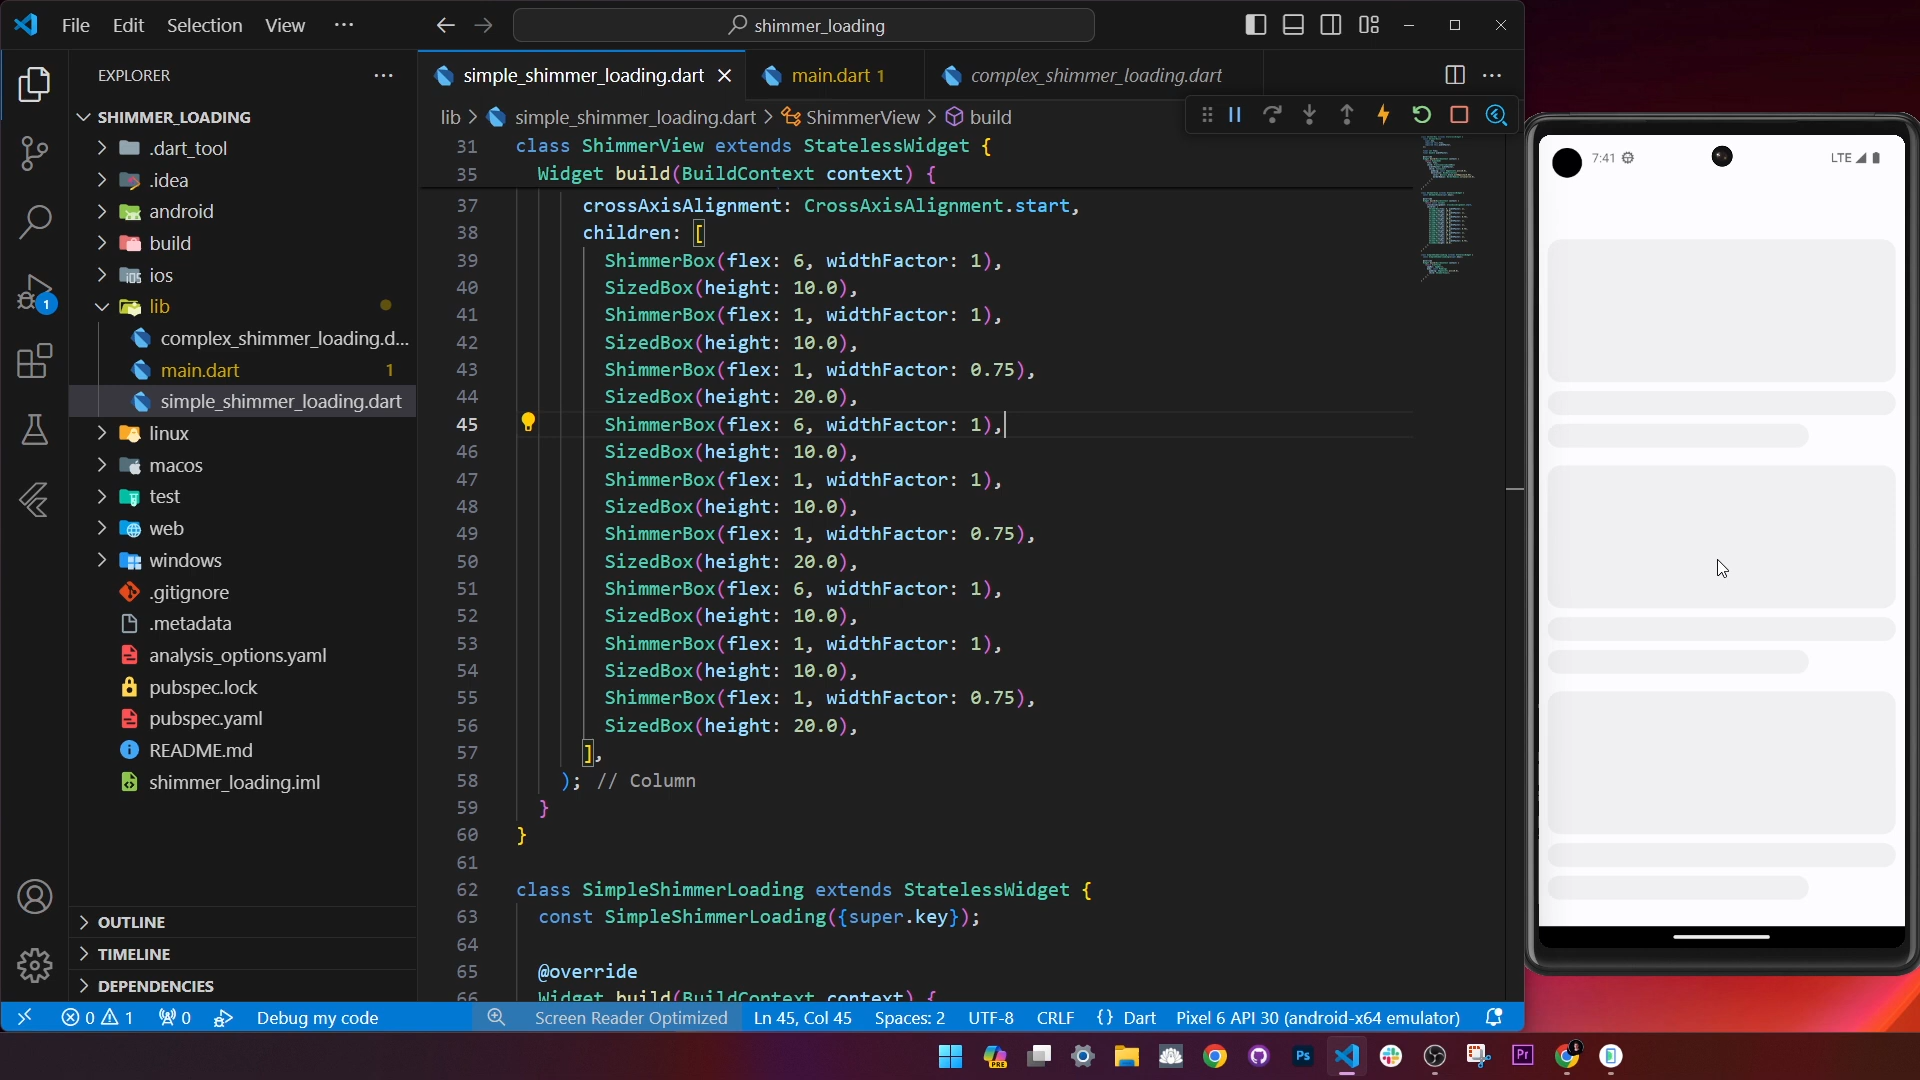 File Edit Selection View ···
shimmer_loading
EXPLORER
simple_shimmer_loading.dart
main.dart 1
complex_shimmer_loading.dart
SHIMMER_LOADING
lib > simple_shimmer_loading.dart > ShimmerView > build
.dart_tool
.idea
android
build
ios
lib
complex_shimmer_loading.d...
main.dart 1
simple_shimmer_loading.dart
linux
macos
test
web
windows
.gitignore
.metadata
analysis_options.yaml
pubspec.lock
pubspec.yaml
README.md
shimmer_loading.iml
OUTLINE
TIMELINE
DEPENDENCIES
1
31 class ShimmerView extends StatelessWidget {
35 Widget build(BuildContext context) {
37 crossAxisAlignment: CrossAxisAlignment.start,
38 children: [
39 ShimmerBox(flex: 6, widthFactor: 1),
40 SizedBox(height: 10.0),
41 ShimmerBox(flex: 1, widthFactor: 1),
42 SizedBox(height: 10.0),
43 ShimmerBox(flex: 1, widthFactor: 0.75),
44 SizedBox(height: 20.0),
45 ShimmerBox(flex: 6, widthFactor: 1),
46 SizedBox(height: 10.0),
47 ShimmerBox(flex: 1, widthFactor: 1),
48 SizedBox(height: 10.0),
49 ShimmerBox(flex: 1, widthFactor: 0.75),
50 SizedBox(height: 20.0),
51 ShimmerBox(flex: 6, widthFactor: 1),
52 SizedBox(height: 10.0),
53 ShimmerBox(flex: 1, widthFactor: 1),
54 SizedBox(height: 10.0),
55 ShimmerBox(flex: 1, widthFactor: 0.75),
56 SizedBox(height: 20.0),
57 ],
58 ); // Column
59 }
60 }
61
62 class SimpleShimmerLoading extends StatelessWidget {
63 const SimpleShimmerLoading({super.key});
64
65 @override
66 Widget build(BuildContext context) {
7:41 LTE
0 1 0 Debug my code Screen Reader Optimized Ln 45, Col 45 Spaces: 2 UTF-8 CRLF {} Dart Pixel 6 API 30 (android-x64 emulator)
PRE
Ps
Pr